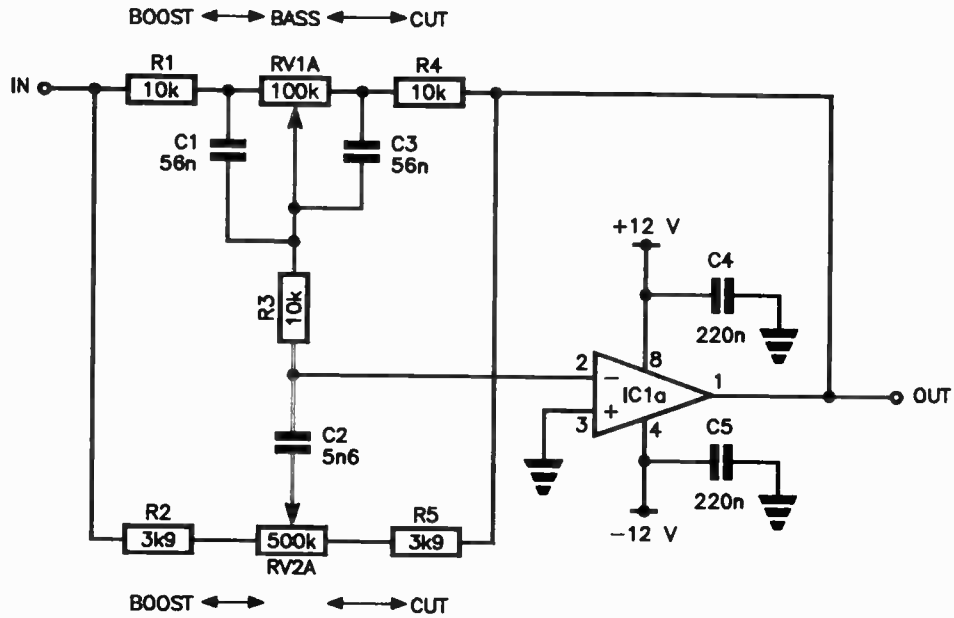 BOOST BASS CUT
IN
R1
10k
RV1A
100k
R4
10k
C1
56n
C3
56n
R3
10k
+12 V
C4
220n
2
8
-
IC1a
1
OUT
+
3
4
C2
5n6
C5
220n
-12 V
R2
3k9
500k
RV2A
R5
3k9
BOOST CUT